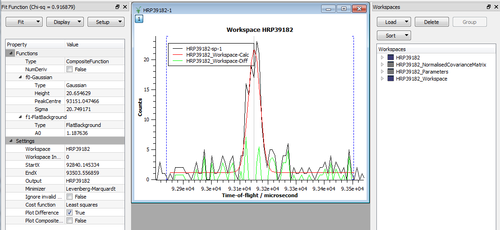 Fit Function (Chi-sq = 0.916879)
Fit
Display
Setup
Property Value
Functions
Type CompositeFunction
NumDeriv False
f0-Gaussian
Type Gaussian
Height 20.654629
PeakCentre 93151.047466
Sigma 20.749171
f1-FlatBackground
Type FlatBackground
A0 1.187636
Settings
Workspace HRP39182
Workspace In... 0
StartX 92840.145334
EndX 93503.556859
Output HRP39182
Minimizer Levenberg-Marquardt
Ignore invalid ... False
Cost function Least squares
Plot Difference True
Plot Composite... False
HRP39182-1
1
Workspace HRP39182
HRP39182-sp-1
HRP39182_Workspace-Calc
HRP39182_Workspace-Diff
Counts
24
20
16
12
8
4
0
9.29e+04 9.3e+04 9.31e+04 9.32e+04 9.33e+04 9.34e+04 9.35e+04
Time-of-flight / microsecond
Workspaces
Load
Delete
Group
Sort
Workspaces
HRP39182
HRP39182_NormalisedCovarianceMatrix
HRP39182_Parameters
HRP39182_Workspace